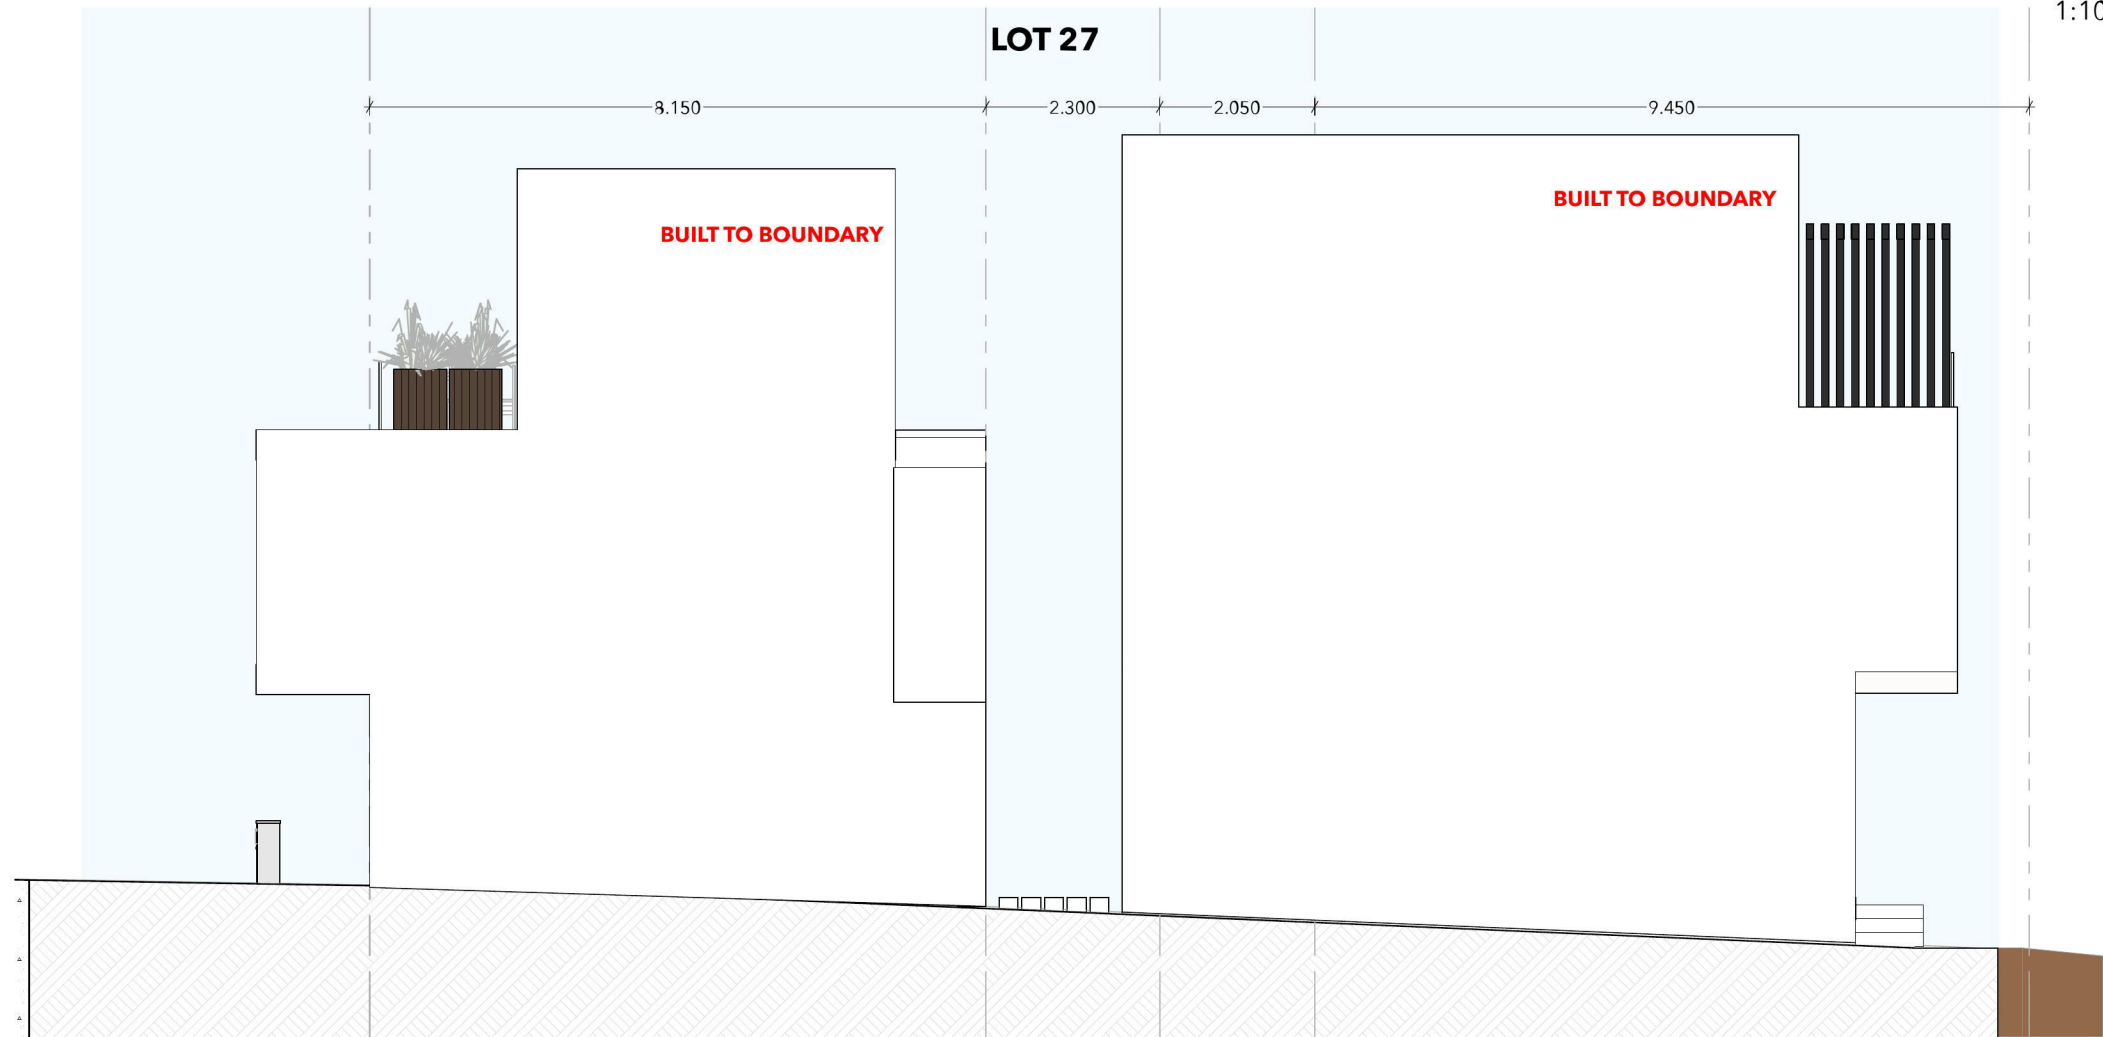 1:10
LOT 27
8.150 2.300 2.050 9.450
BUILT TO BOUNDARY
BUILT TO BOUNDARY